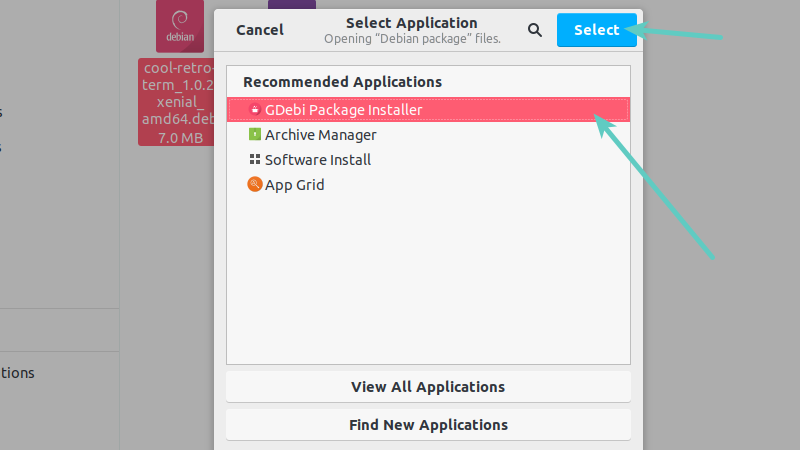 debian
cool-retro-
term_1.0.2
xenial_
amd64.deb
7.0 MB
tions
Cancel
Select Application
Opening “Debian package” files.
Select
Recommended Applications
GDebi Package Installer
Archive Manager
Software Install
App Grid
View All Applications
Find New Applications